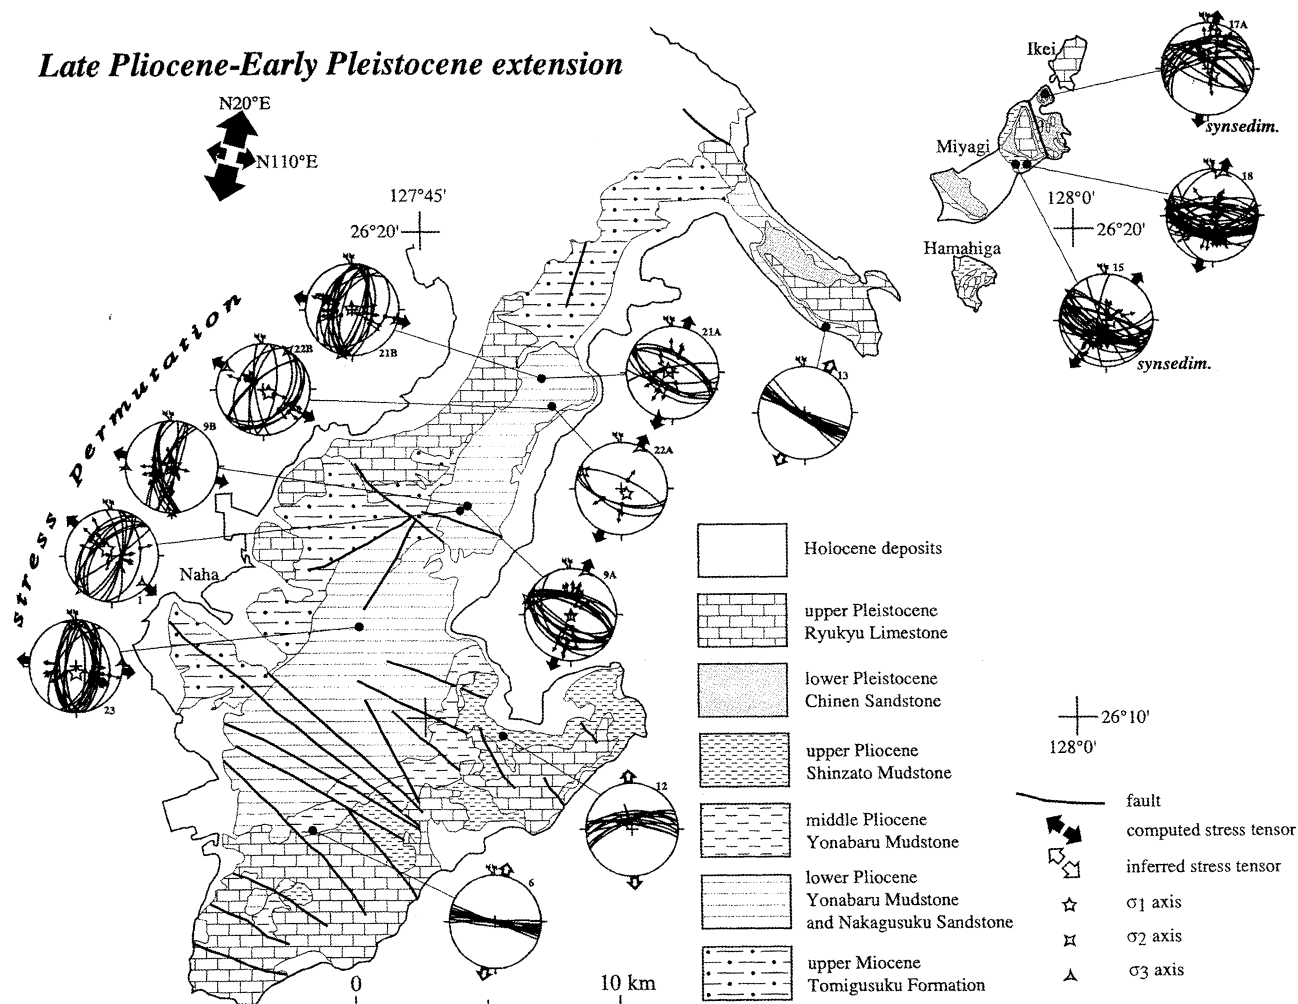 Late Pliocene-Early Pleistocene extension
N20°E
N110°E
127°45'
26°20'
Ikei
17A
synsedim.
Miyagi
18
128°0'
26°20'
Hamahiga
15
synsedim.
stress permutation
21B
22B
9B
1
23
21A
13
22A
9A
12
6
Naha
Holocene deposits
upper Pleistocene
Ryukyu Limestone
lower Pleistocene
Chinen Sandstone
upper Pliocene
Shinzato Mudstone
middle Pliocene
Yonabaru Mudstone
lower Pliocene
Yonabaru Mudstone
and Nakagusuku Sandstone
upper Miocene
Tomigusuku Formation
26°10'
128°0'
fault
computed stress tensor
inferred stress tensor
σ1 axis
σ2 axis
σ3 axis
0
10 km